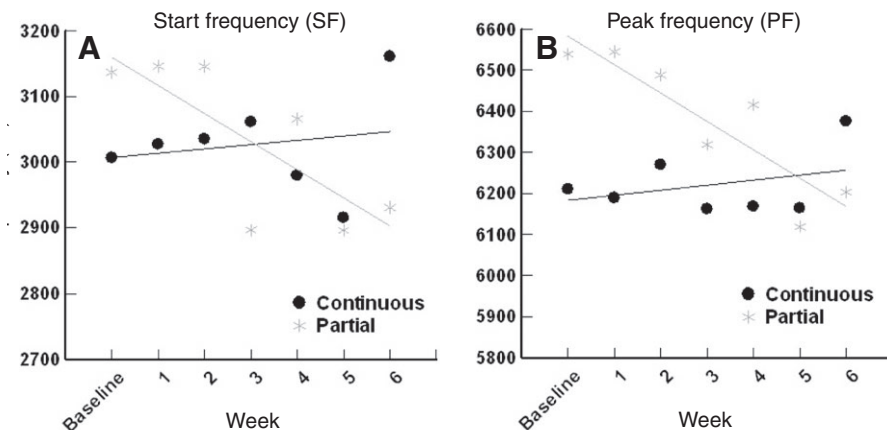 Start frequency (SF)
A
3200
3100
3000
2900
2800
2700
Continuous
Partial
Baseline
1
2
3
4
5
6
Week
Peak frequency (PF)
B
6600
6500
6400
6300
6200
6100
6000
5900
5800
Continuous
Partial
Baseline
1
2
3
4
5
6
Week